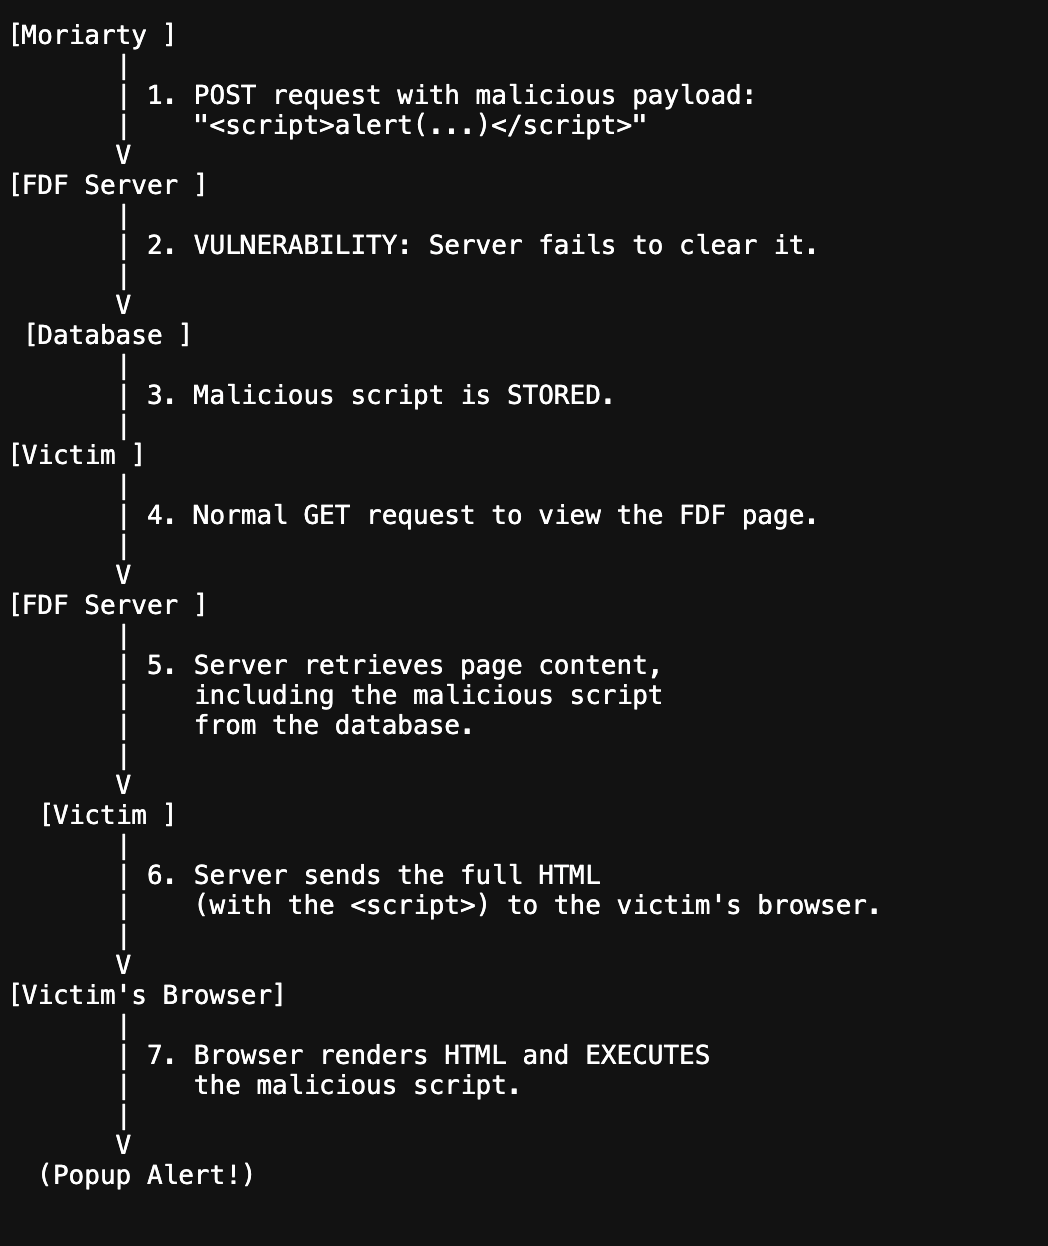 [Moriarty ]
|
| 1. POST request with malicious payload:
| "<script>alert(...)</script>"
V
[FDF Server ]
|
| 2. VULNERABILITY: Server fails to clear it.
|
V
[Database ]
|
| 3. Malicious script is STORED.
|
[Victim ]
|
| 4. Normal GET request to view the FDF page.
|
V
[FDF Server ]
|
| 5. Server retrieves page content,
| including the malicious script
| from the database.
|
V
[Victim ]
|
| 6. Server sends the full HTML
| (with the <script>) to the victim's browser.
|
V
[Victim's Browser]
|
| 7. Browser renders HTML and EXECUTES
| the malicious script.
|
V
(Popup Alert!)